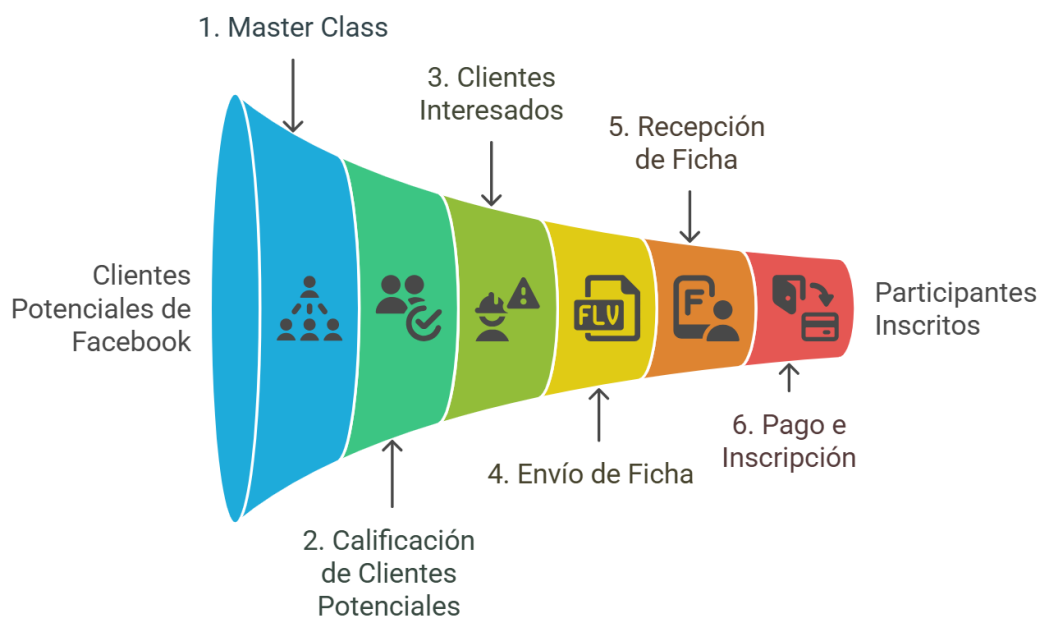 1. Master Class
3. Clientes
Interesados
5. Recepción
de Ficha
Clientes
Potenciales de
Facebook
FLV
F
Participantes
Inscritos
6. Pago e
Inscripción
4. Envío de Ficha
2. Calificación
de Clientes
Potenciales